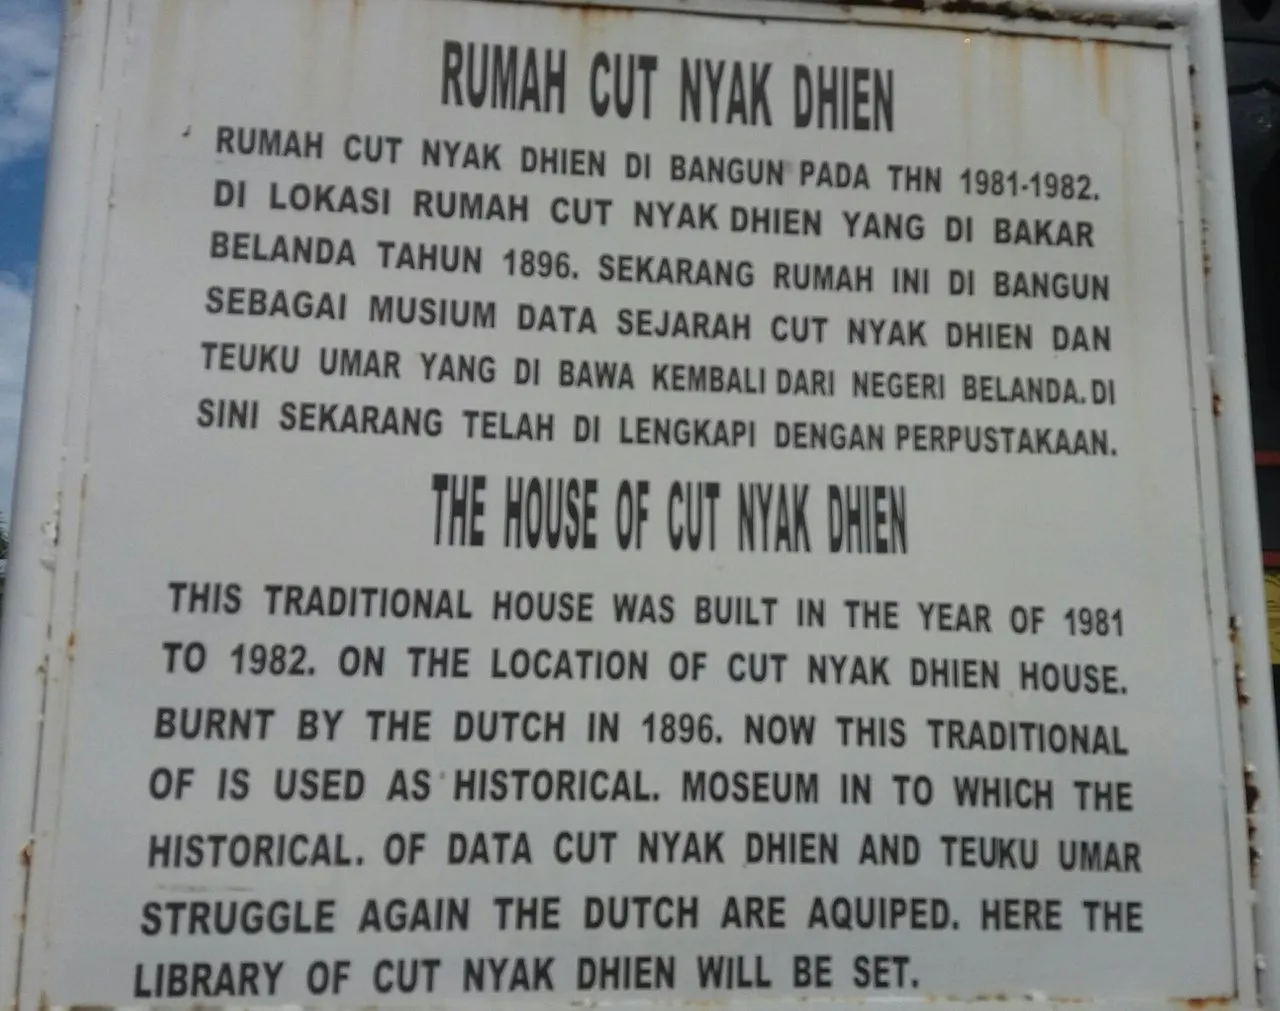 RUMAH CUT NYAK DHIEN
RUMAH CUT NYAK DHIEN DI BANGUN PADA THN 1981-1982.
DI LOKASI RUMAH CUT NYAK DHIEN YANG DI BAKAR
BELANDA TAHUN 1896. SEKARANG RUMAH INI DI BANGUN
SEBAGAI MUSIUM DATA SEJARAH CUT NYAK DHIEN DAN
TEUKU UMAR YANG DI BAWA KEMBALI DARI NEGERI BELANDA. DI
SINI SEKARANG TELAH DI LENGKAPI DENGAN PERPUSTAKAAN.
THE HOUSE OF CUT NYAK DHIEN
THIS TRADITIONAL HOUSE WAS BUILT IN THE YEAR OF 1981
TO 1982. ON THE LOCATION OF CUT NYAK DHIEN HOUSE.
BURNT BY THE DUTCH IN 1896. NOW THIS TRADITIONAL
OF IS USED AS HISTORICAL. MOSEUM IN TO WHICH THE
HISTORICAL. OF DATA CUT NYAK DHIEN AND TEUKU UMAR
STRUGGLE AGAIN THE DUTCH ARE AQUIPED. HERE THE
LIBRARY OF CUT NYAK DHIEN WILL BE SET.